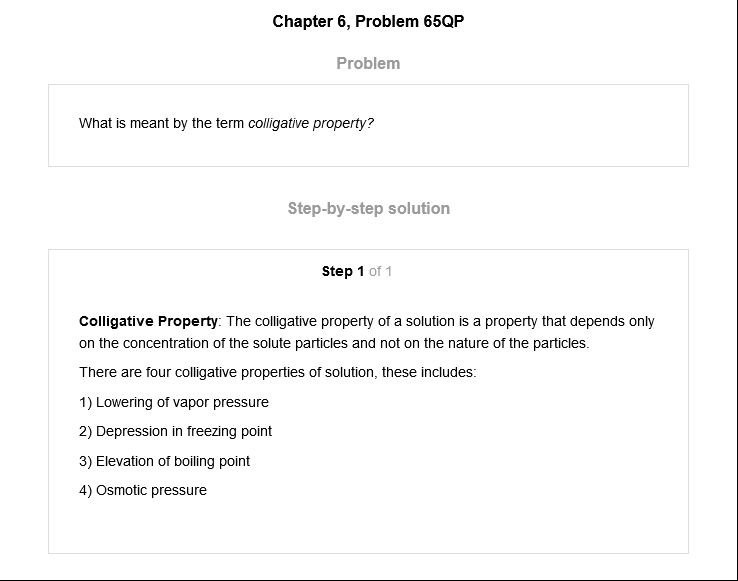 Chapter 6, Problem 65QP
Problem
What is meant by the term colligative property?
Step-by-step solution
Step 1 of 1
Colligative Property: The colligative property of a solution is a property that depends only
on the concentration of the solute particles and not on the nature of the particles.
There are four colligative properties of solution, these includes:
1) Lowering of vapor pressure
2) Depression in freezing point
3) Elevation of boiling point
4) Osmotic pressure